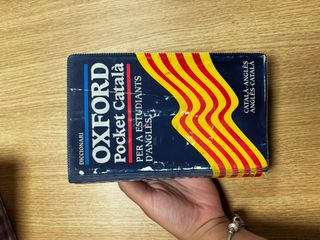 DICCIONARI
OXFORD
Pocket Català
PER A ESTUDIANTS
D'ANGLÈS
CATALÀ-ANGLÈS
ANGLÈS-CATALÀ